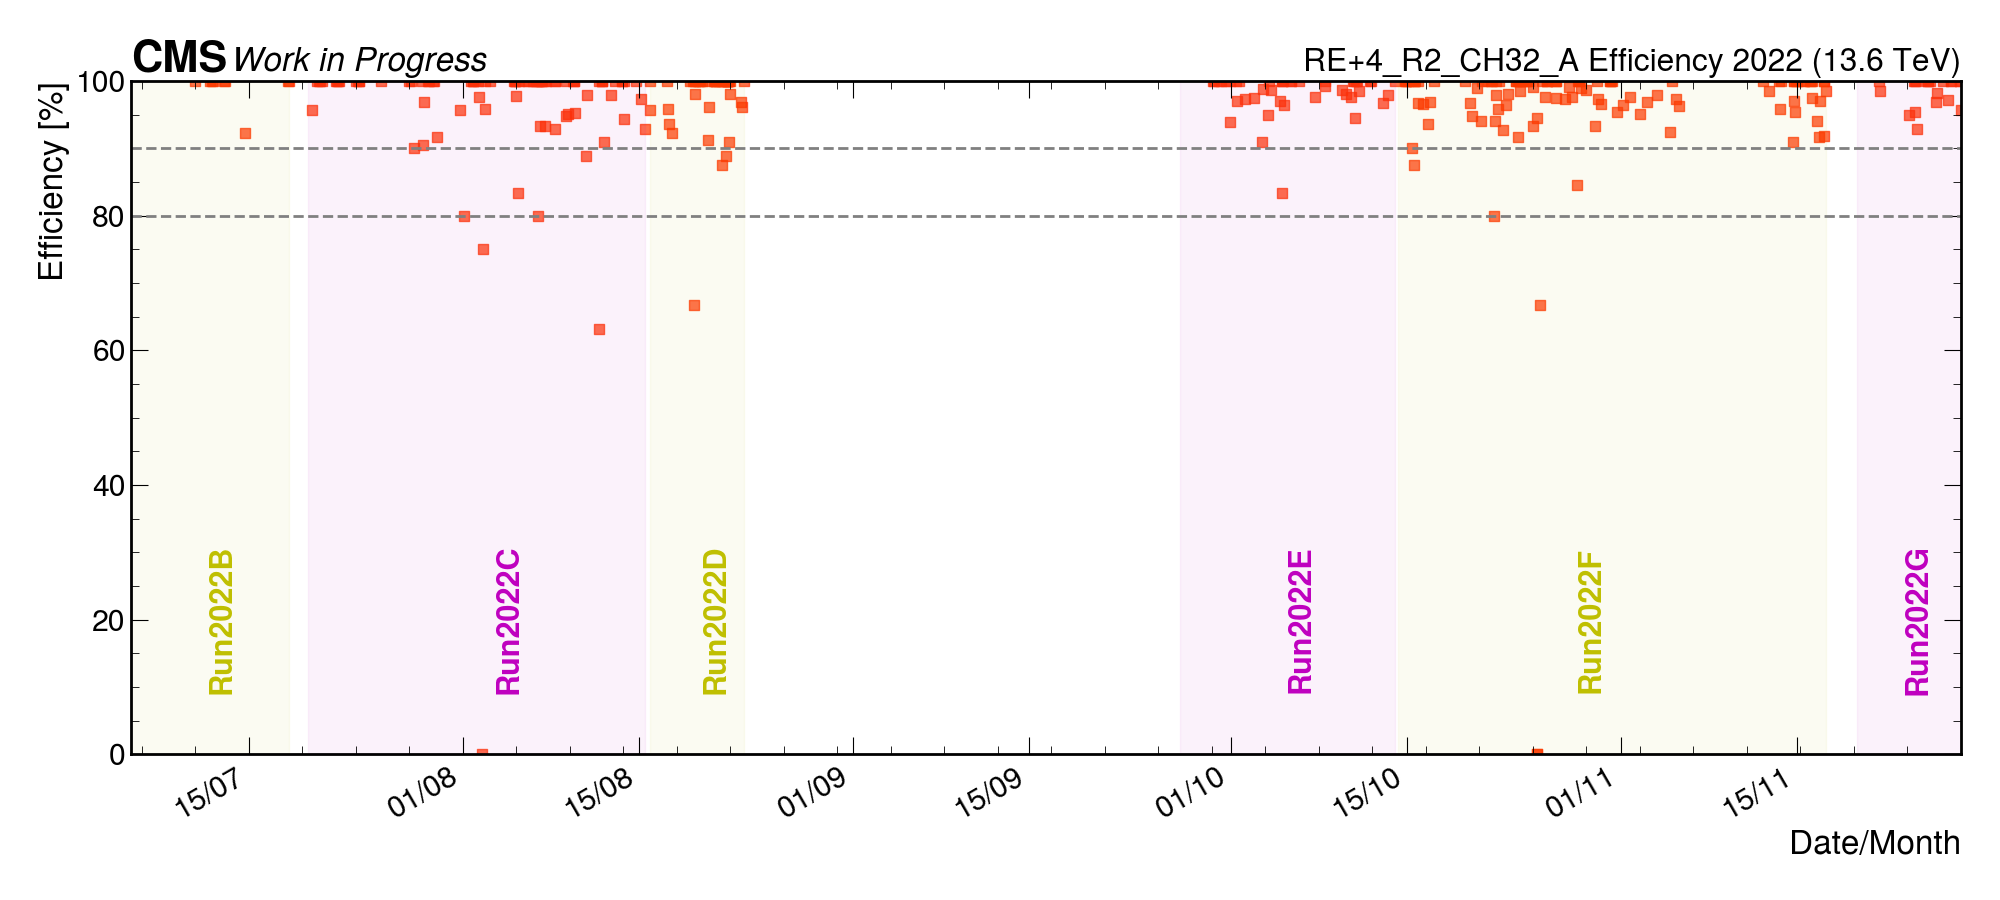 CMS Work in Progress
RE+4_R2_CH32_A Efficiency 2022 (13.6 TeV)
Efficiency [%]
100
80
60
40
20
0
Run2022B
Run2022C
Run2022D
Run2022E
Run2022F
Run2022G
15/07
01/08
15/08
01/09
15/09
01/10
15/10
01/11
15/11
Date/Month